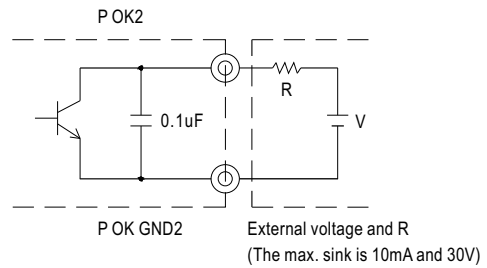 P OK2
R
0.1uF
V
P OK GND2
External voltage and R
(The max. sink is 10mA and 30V)